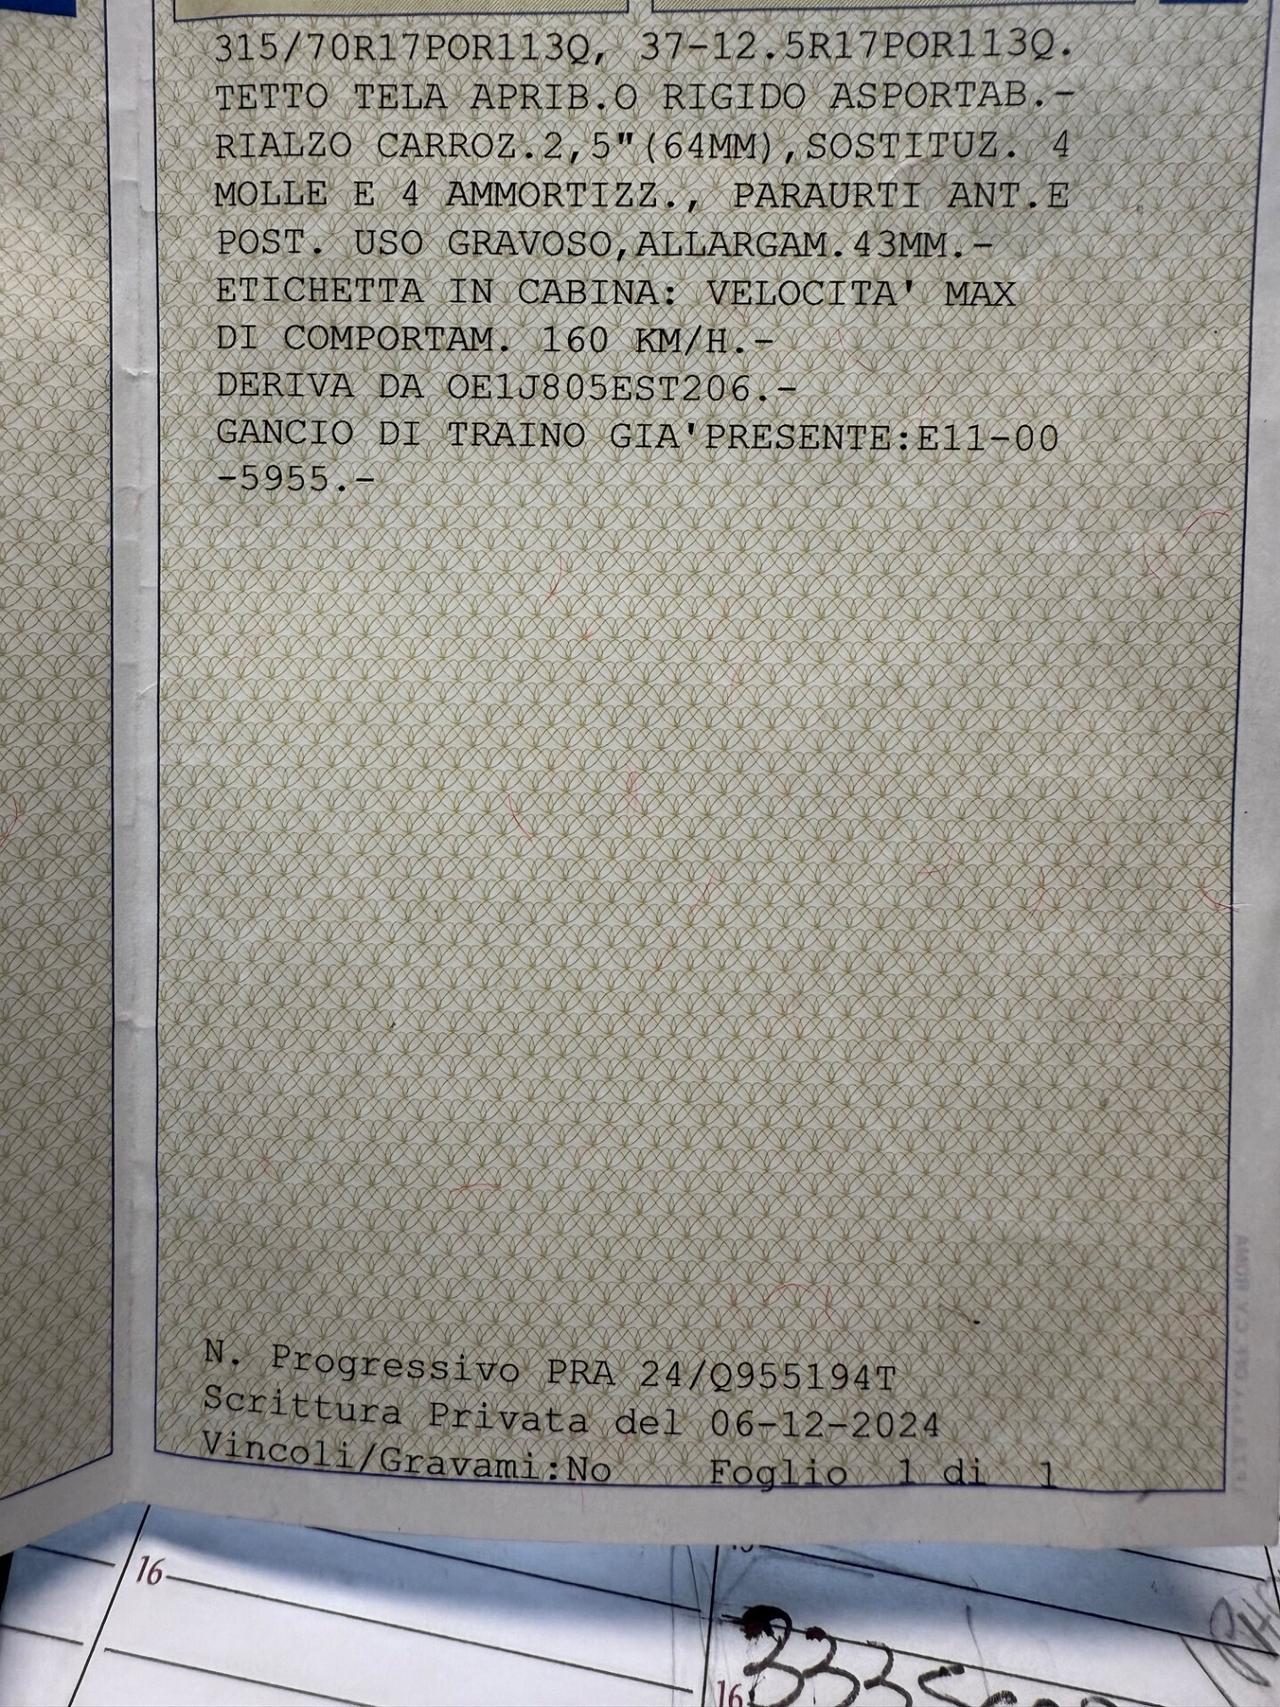 315/70R17POR113Q, 37-12.5R17POR113Q.
TETTO TELA APRIB.O RIGIDO ASPORTAB.-
RIALZO CARROZ.2,5"(64MM),SOSTITUZ. 4
MOLLE E 4 AMMORTIZZ., PARAURTI ANT.E
POST. USO GRAVOSO,ALLARGAM.43MM.-
ETICHETTA IN CABINA: VELOCITA' MAX
DI COMPORTAM. 160 KM/H.-
DERIVA DA OE1J805EST206.-
GANCIO DI TRAINO GIA'PRESENTE:E11-00
-5955.-
N. Progressivo PRA 24/Q955194T
Scrittura Privata del 06-12-2024
Vincoli/Gravami:No Foglio 1 di 1
16
16